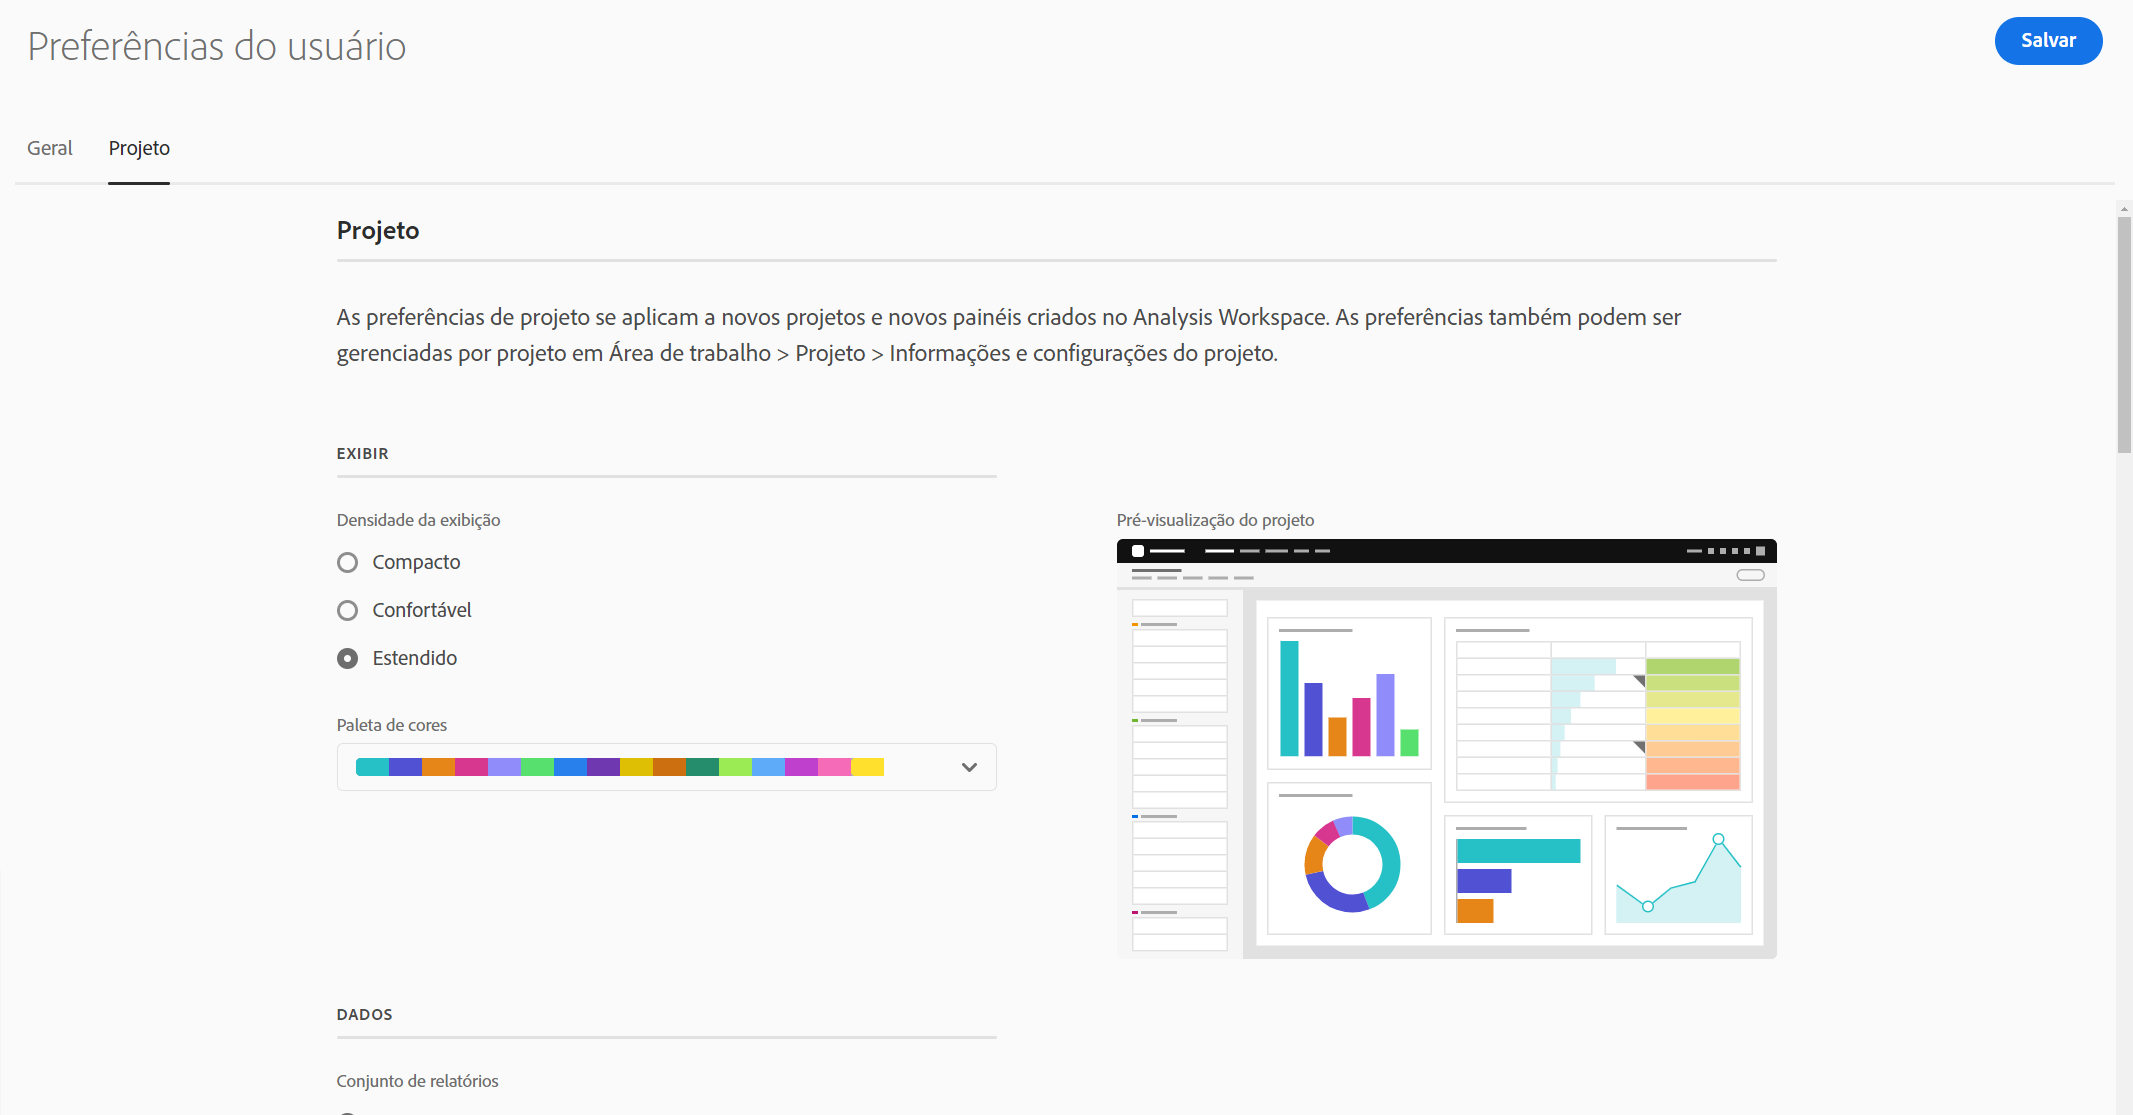 Preferências do usuário
Salvar
Geral
Projeto
Projeto
As preferências de projeto se aplicam a novos projetos e novos painéis criados no Analysis Workspace. As preferências também podem ser
gerenciadas por projeto em Área de trabalho > Projeto > Informações e configurações do projeto.
EXIBIR
Densidade da exibição
Compacto
Confortável
Estendido
Paleta de cores
Pré-visualização do projeto
DADOS
Conjunto de relatórios